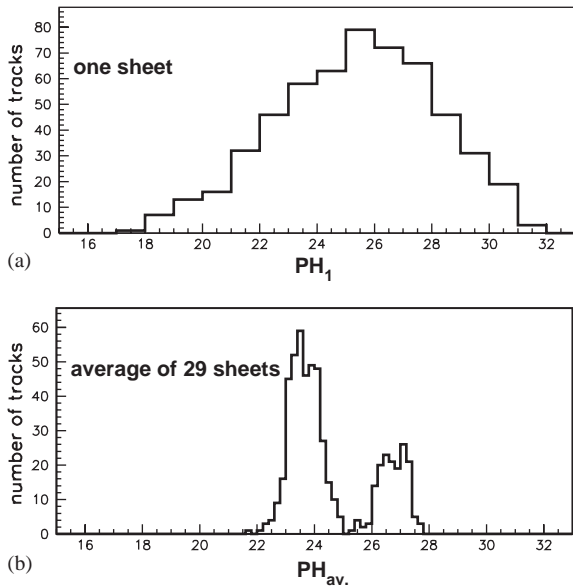 80
70
60
50
40
30
20
10
0
number of tracks
one sheet
16 18 20 22 24 26 28 30 32
(a)
PH1
60
50
40
30
20
10
0
number of tracks
average of 29 sheets
16 18 20 22 24 26 28 30 32
(b)
PHav.